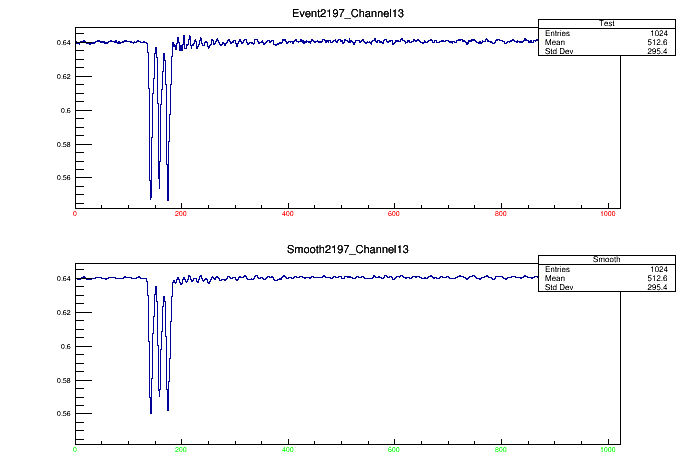 Event2197_Channel13
Test
Entries 1024
Mean 512.6
Std Dev 295.4
0.64
0.62
0.6
0.58
0.56
0 200 400 600 800 1000
Smooth2197_Channel13
Smooth
Entries 1024
Mean 512.6
Std Dev 295.4
0.64
0.62
0.6
0.58
0.56
0 200 400 600 800 1000